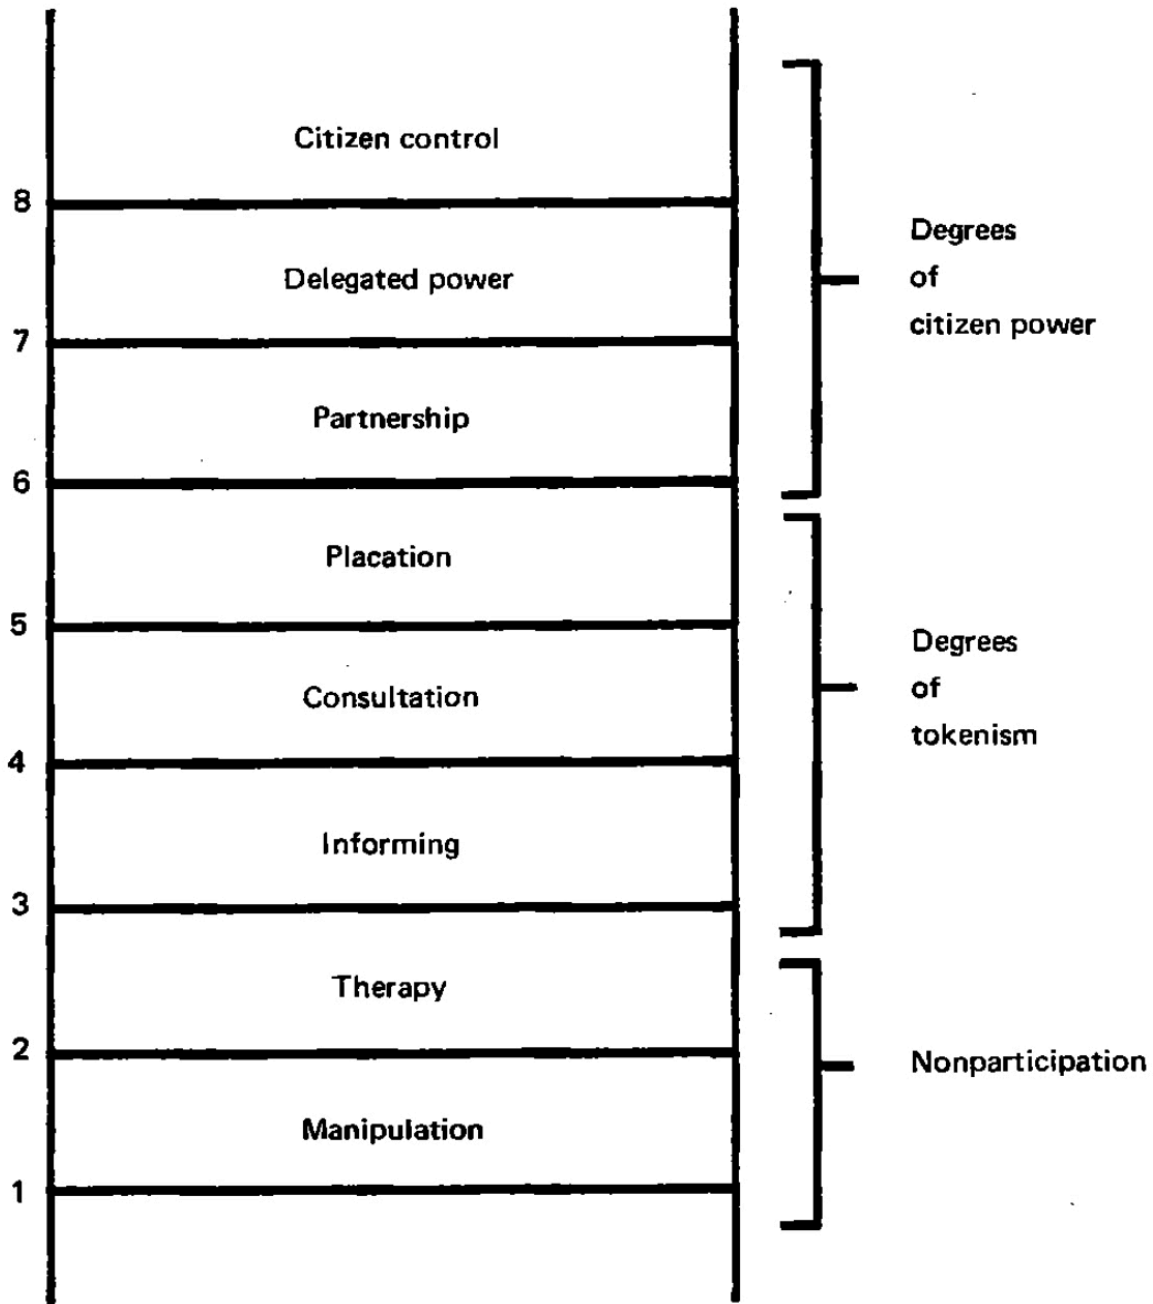 Citizen control
8
Delegated power
7
Partnership
6
Placation
5
Consultation
4
Informing
3
Therapy
2
Manipulation
1
Degrees
of
citizen power
Degrees
of
tokenism
Nonparticipation